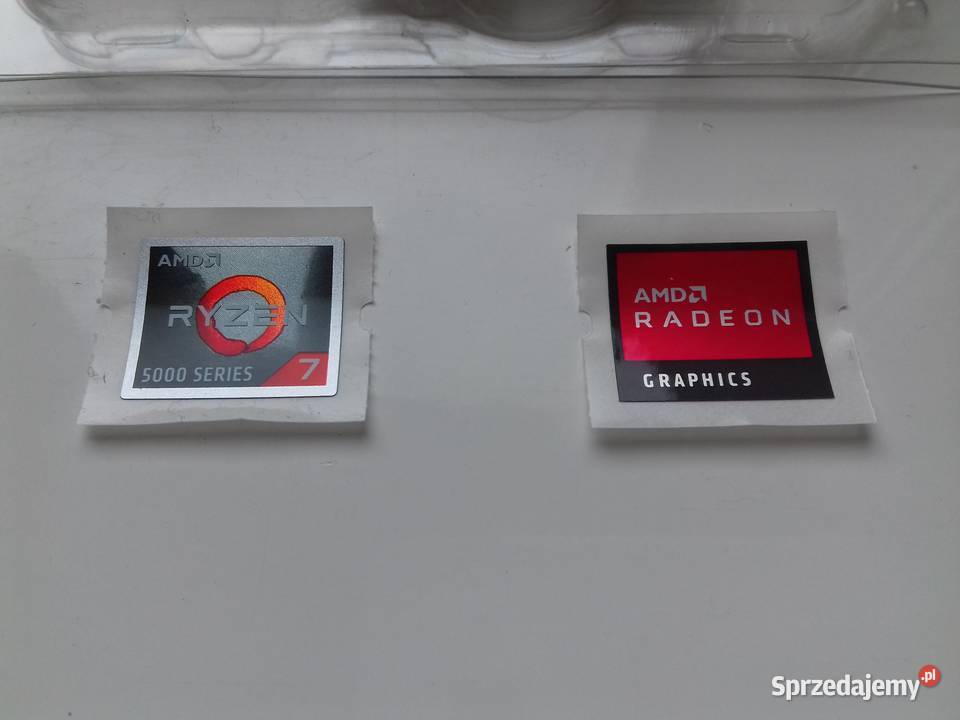 AMD
RYZEN
5000 SERIES 7
AMD
RADEON
GRAPHICS
Sprzedajemy.pl